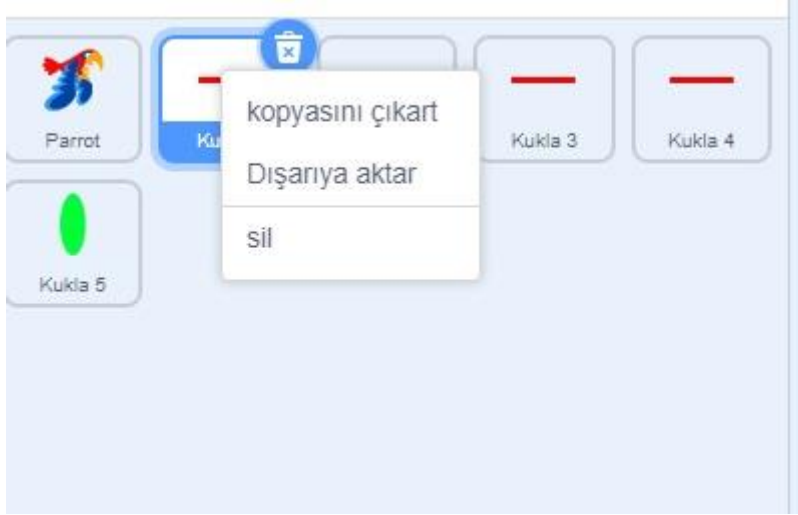 Parrot
Ku
Kukla 3
Kukla 4
kopyasını çıkart
Dışarıya aktar
sil
Kukla 5